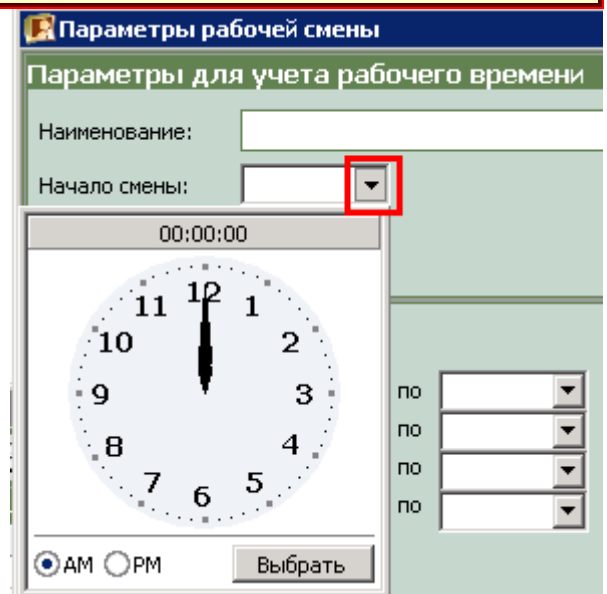 Параметры рабочей смены
Параметры для учета рабочего времени
Наименование:
Начало смены:
00:00:00
12
11 1
10 2
9 3
8 4
7 5
6
по
по
по
по
AM PM Выбрать